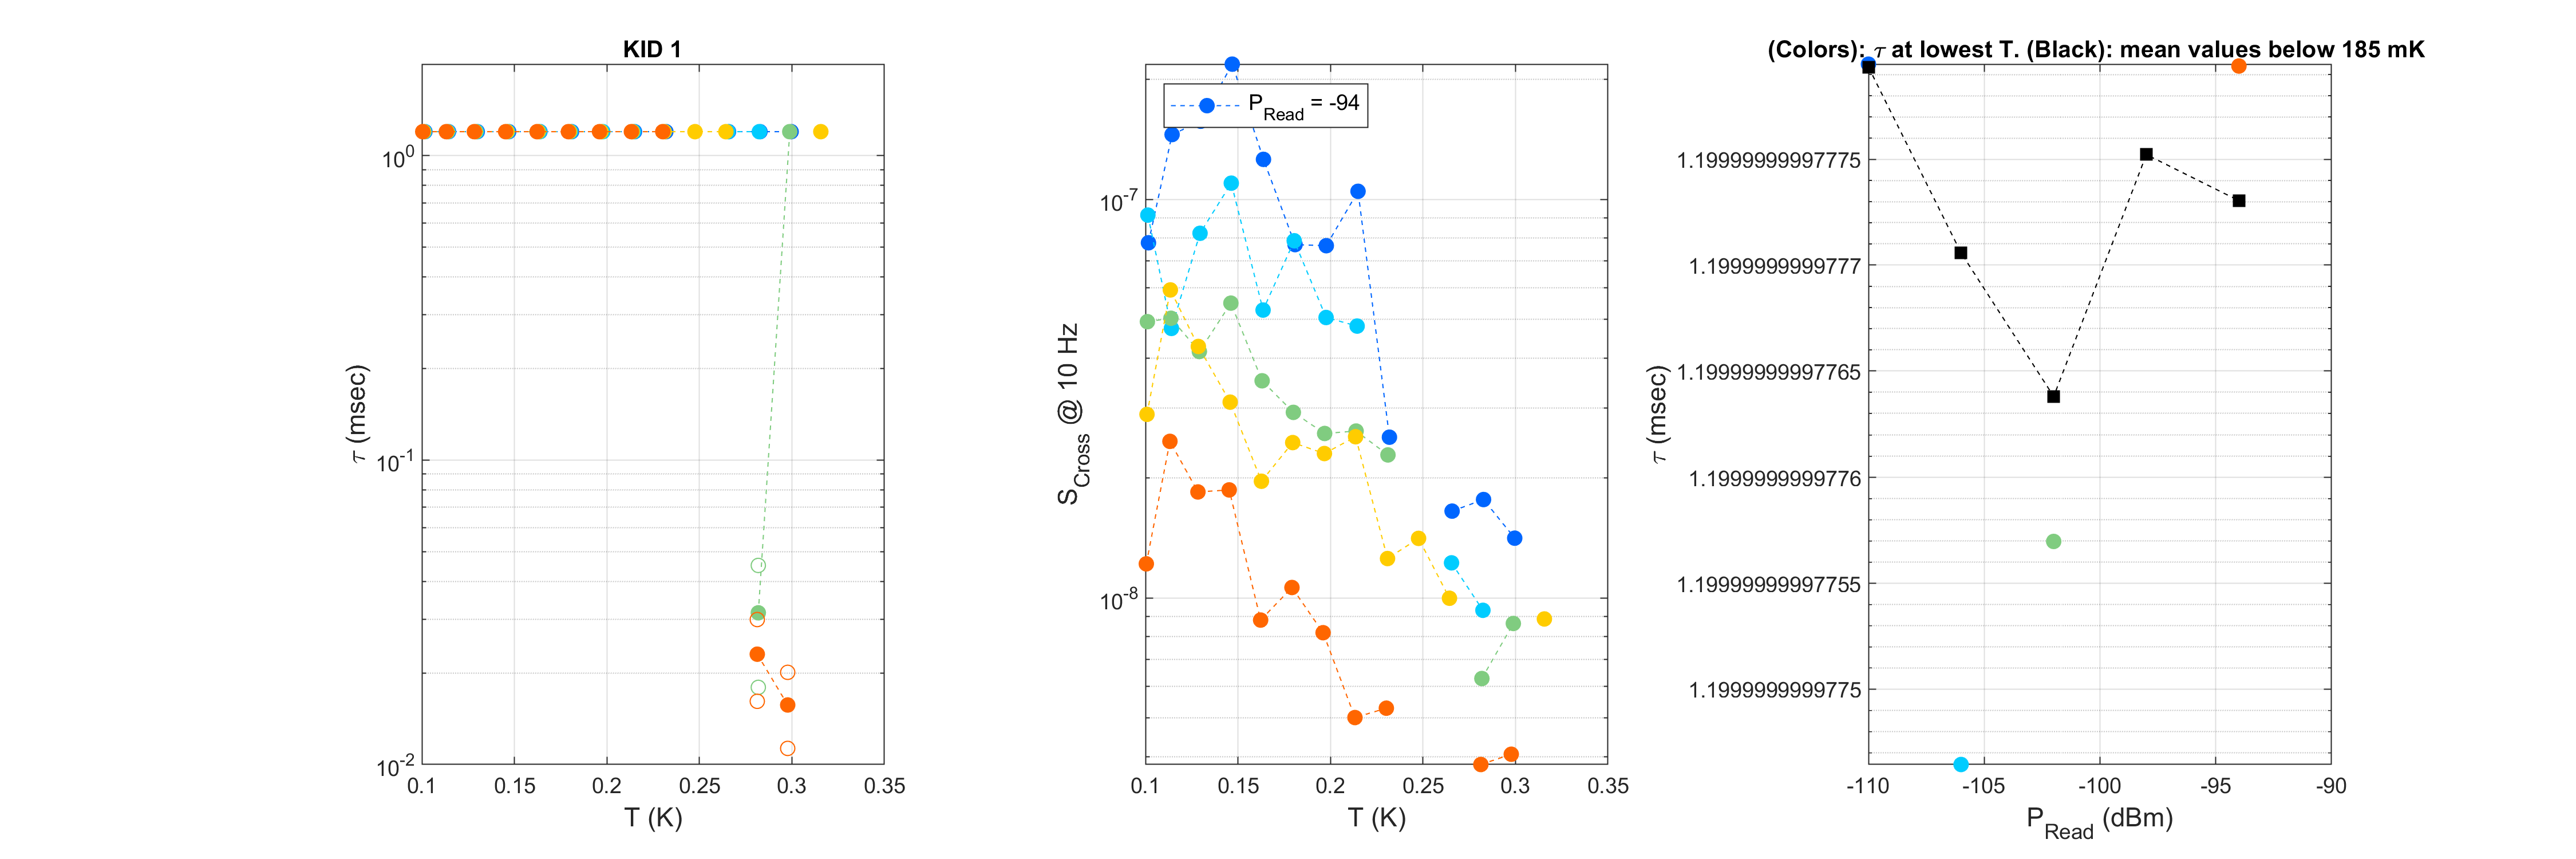 KID 1
τ (msec)
10^0
10^-1
10^-2
0.1 0.15 0.2 0.25 0.3 0.35
T (K)
P_Read = -94
S_Cross @ 10 Hz
10^-7
10^-8
0.1 0.15 0.2 0.25 0.3 0.35
T (K)
(Colors): τ at lowest T. (Black): mean values below 185 mK
τ (msec)
1.19999999997775
1.1999999999777
1.19999999997765
1.1999999999776
1.19999999997755
1.1999999999775
-110 -105 -100 -95 -90
P_Read (dBm)